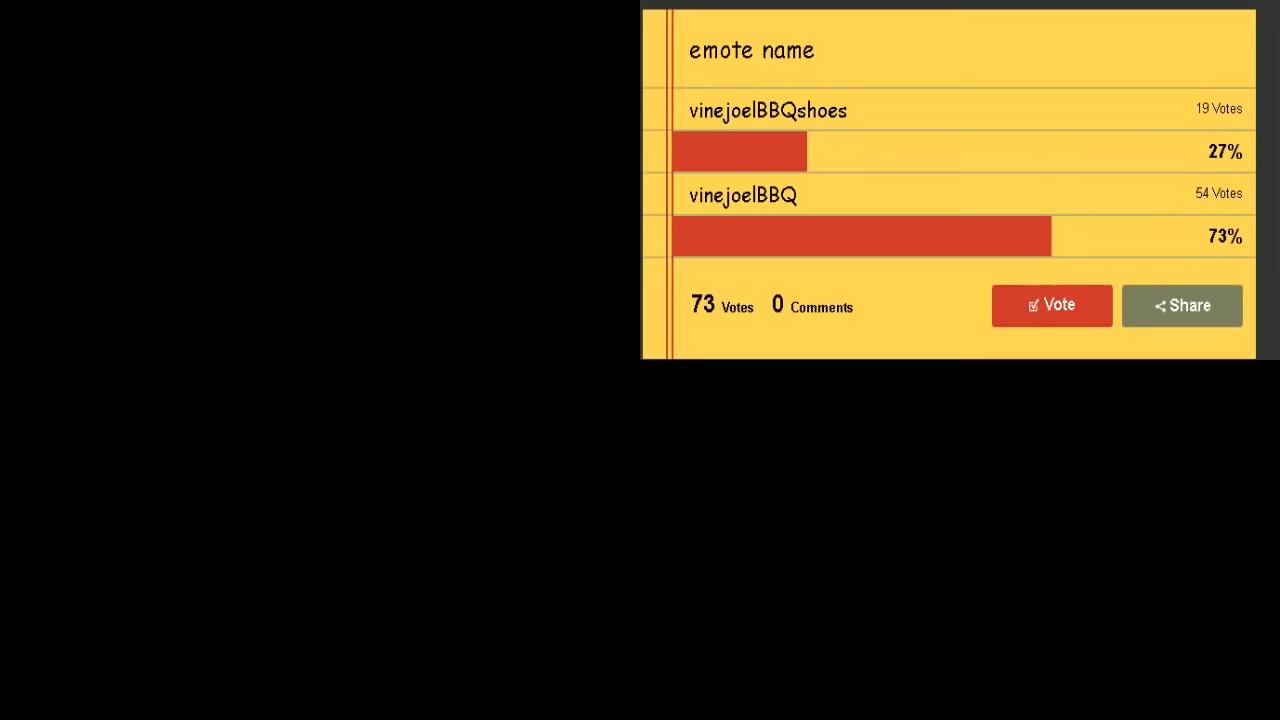 emote name
vinejoelBBQshoes 19 Votes
27%
vinejoelBBQ 54 Votes
73%
73 Votes 0 Comments Vote Share